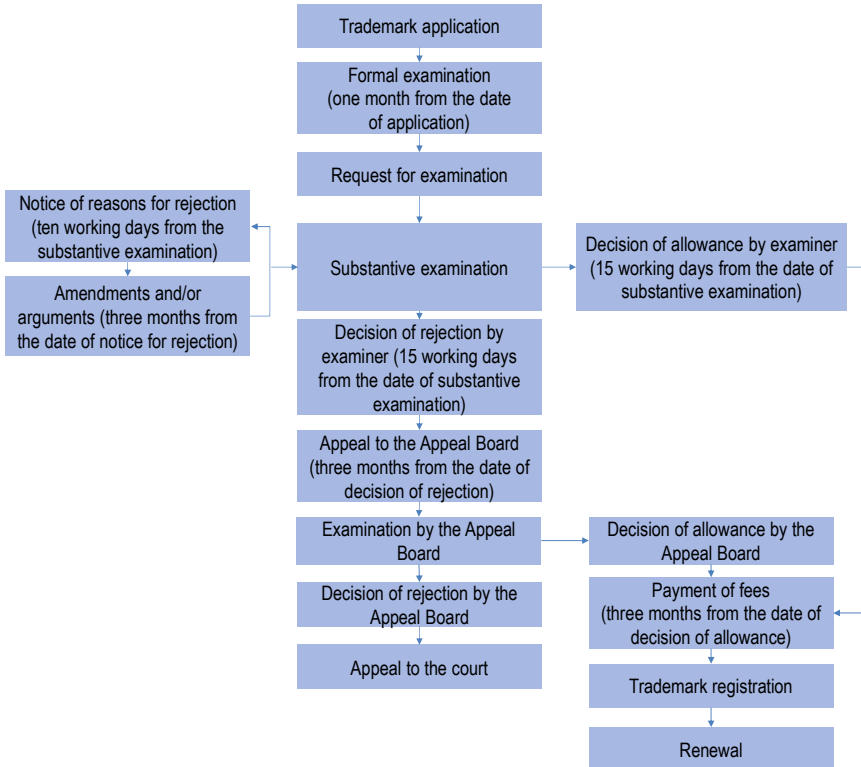 Trademark application
Formal examination
(one month from the date
of application)
Request for examination
Notice of reasons for rejection
(ten working days from the
substantive examination)
Amendments and/or
arguments (three months from
the date of notice for rejection)
Substantive examination
Decision of allowance by examiner
(15 working days from the date of
substantive examination)
Decision of rejection by
examiner (15 working days
from the date of substantive
examination)
Appeal to the Appeal Board
(three months from the date of
decision of rejection)
Examination by the Appeal
Board
Decision of allowance by the
Appeal Board
Decision of rejection by the
Appeal Board
Payment of fees
(three months from the date of
decision of allowance)
Appeal to the court
Trademark registration
Renewal